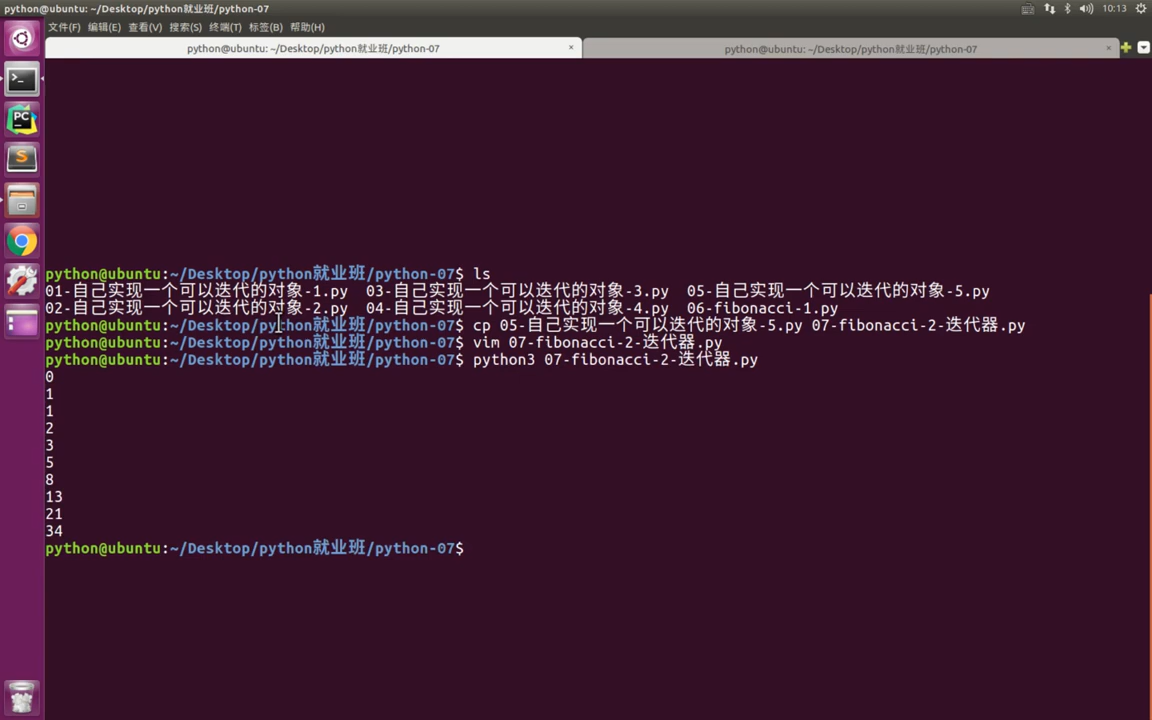 python@ubuntu: ~/Desktop/python就业班/python-07
10:13
文件(F) 编辑(E) 查看(V) 搜索(S) 终端(T) 标签(B) 帮助(H)
python@ubuntu: ~/Desktop/python就业班/python-07 × python@ubuntu: ~/Desktop/python就业班/python-07 ×
python@ubuntu:~/Desktop/python就业班/python-07$ ls
01-自己实现一个可以迭代的对象-1.py 03-自己实现一个可以迭代的对象-3.py 05-自己实现一个可以迭代的对象-5.py
02-自己实现一个可以迭代的对象-2.py 04-自己实现一个可以迭代的对象-4.py 06-fibonacci-1.py
python@ubuntu:~/Desktop/python就业班/python-07$ cp 05-自己实现一个可以迭代的对象-5.py 07-fibonacci-2-迭代器.py
python@ubuntu:~/Desktop/python就业班/python-07$ vim 07-fibonacci-2-迭代器.py
python@ubuntu:~/Desktop/python就业班/python-07$ python3 07-fibonacci-2-迭代器.py
0
1
1
2
3
5
8
13
21
34
python@ubuntu:~/Desktop/python就业班/python-07$
PC
S